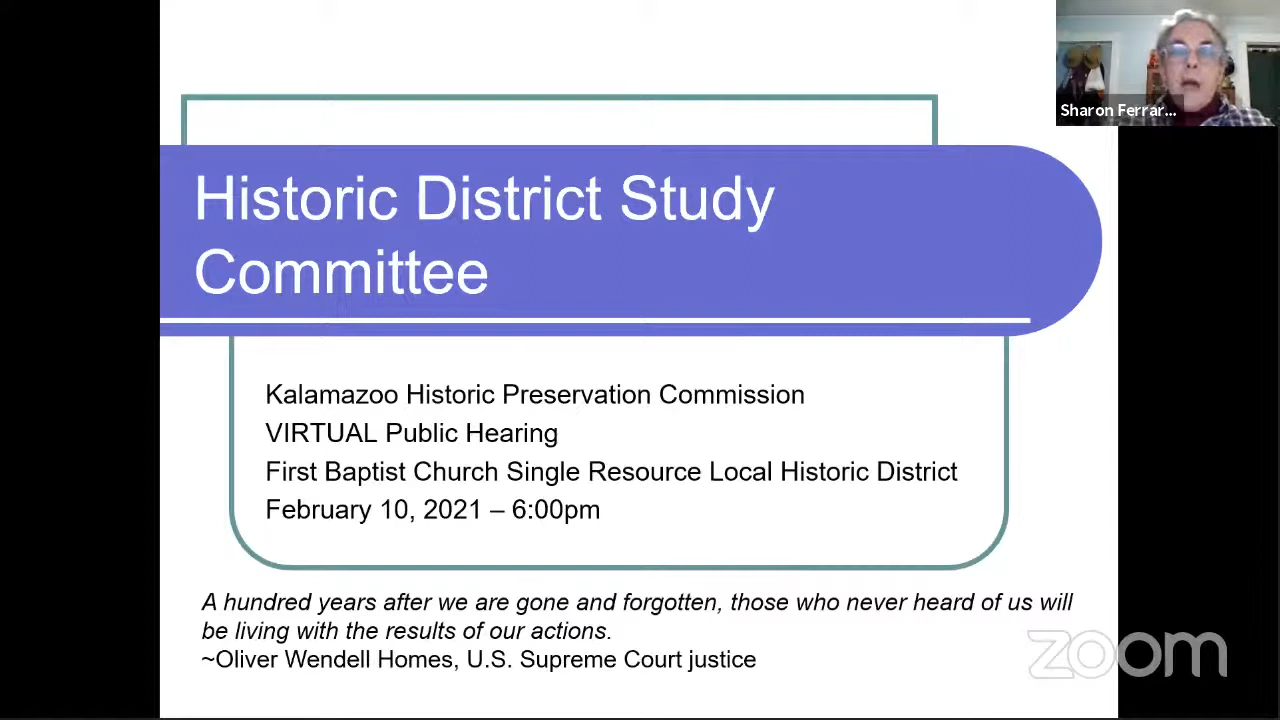 Sharon Ferrar...
Historic District Study
Committee
Kalamazoo Historic Preservation Commission
VIRTUAL Public Hearing
First Baptist Church Single Resource Local Historic District
February 10, 2021 – 6:00pm
A hundred years after we are gone and forgotten, those who never heard of us will
be living with the results of our actions.
~Oliver Wendell Homes, U.S. Supreme Court justice
zoom